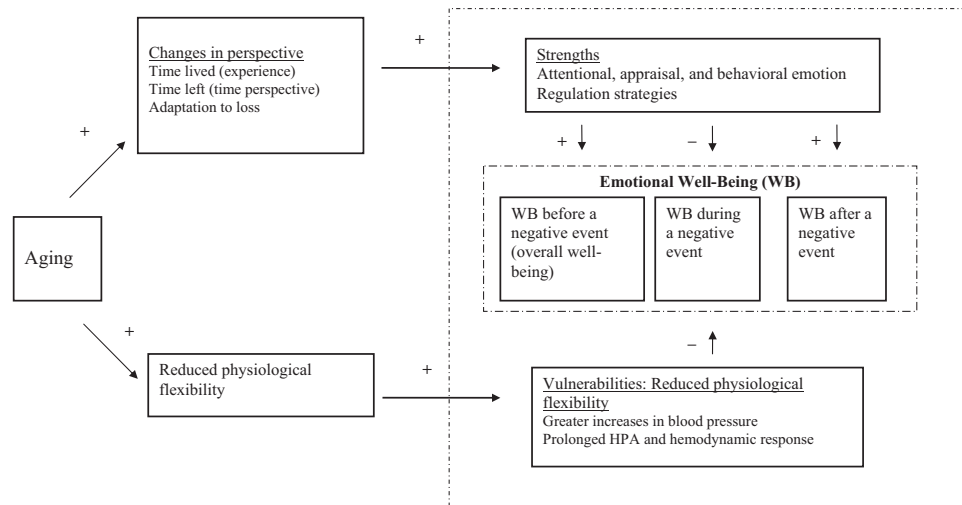 Changes in perspective
Time lived (experience)
Time left (time perspective)
Adaptation to loss
+
+
Strengths
Attentional, appraisal, and behavioral emotion
Regulation strategies
+
–
+
Emotional Well-Being (WB)
WB before a
negative event
(overall well-
being)
WB during
a negative
event
WB after a
negative
event
Aging
+
Reduced physiological
flexibility
+
–
Vulnerabilities: Reduced physiological
flexibility
Greater increases in blood pressure
Prolonged HPA and hemodynamic response